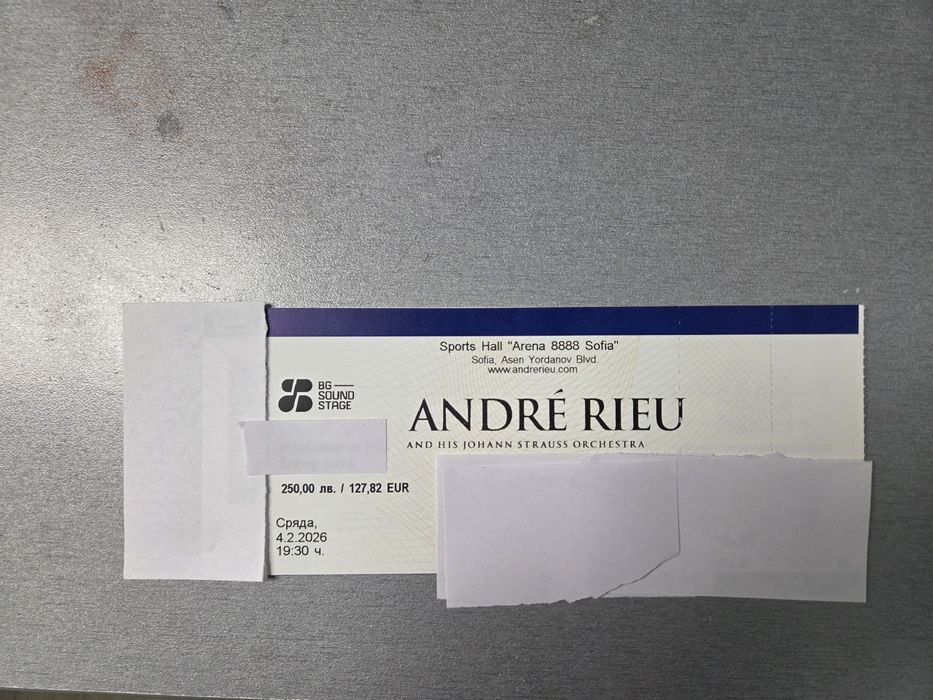 Sports Hall "Arena 8888 Sofia"
Sofia, Asen Yordanov Blvd.
www.andrerieu.com
BG
SOUND
STAGE
ANDRÉ RIEU
AND HIS JOHANN STRAUSS ORCHESTRA
250,00 лв. / 127,82 EUR
Сряда,
4.2.2026
19:30 ч.